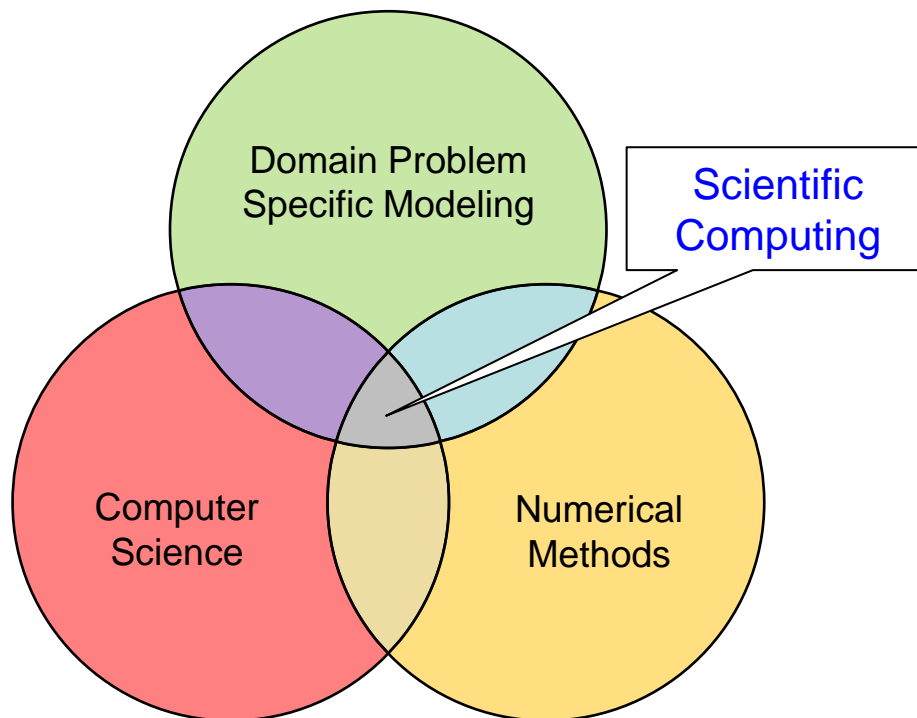 Domain Problem
Specific Modeling
Scientific
Computing
Computer
Science
Numerical
Methods